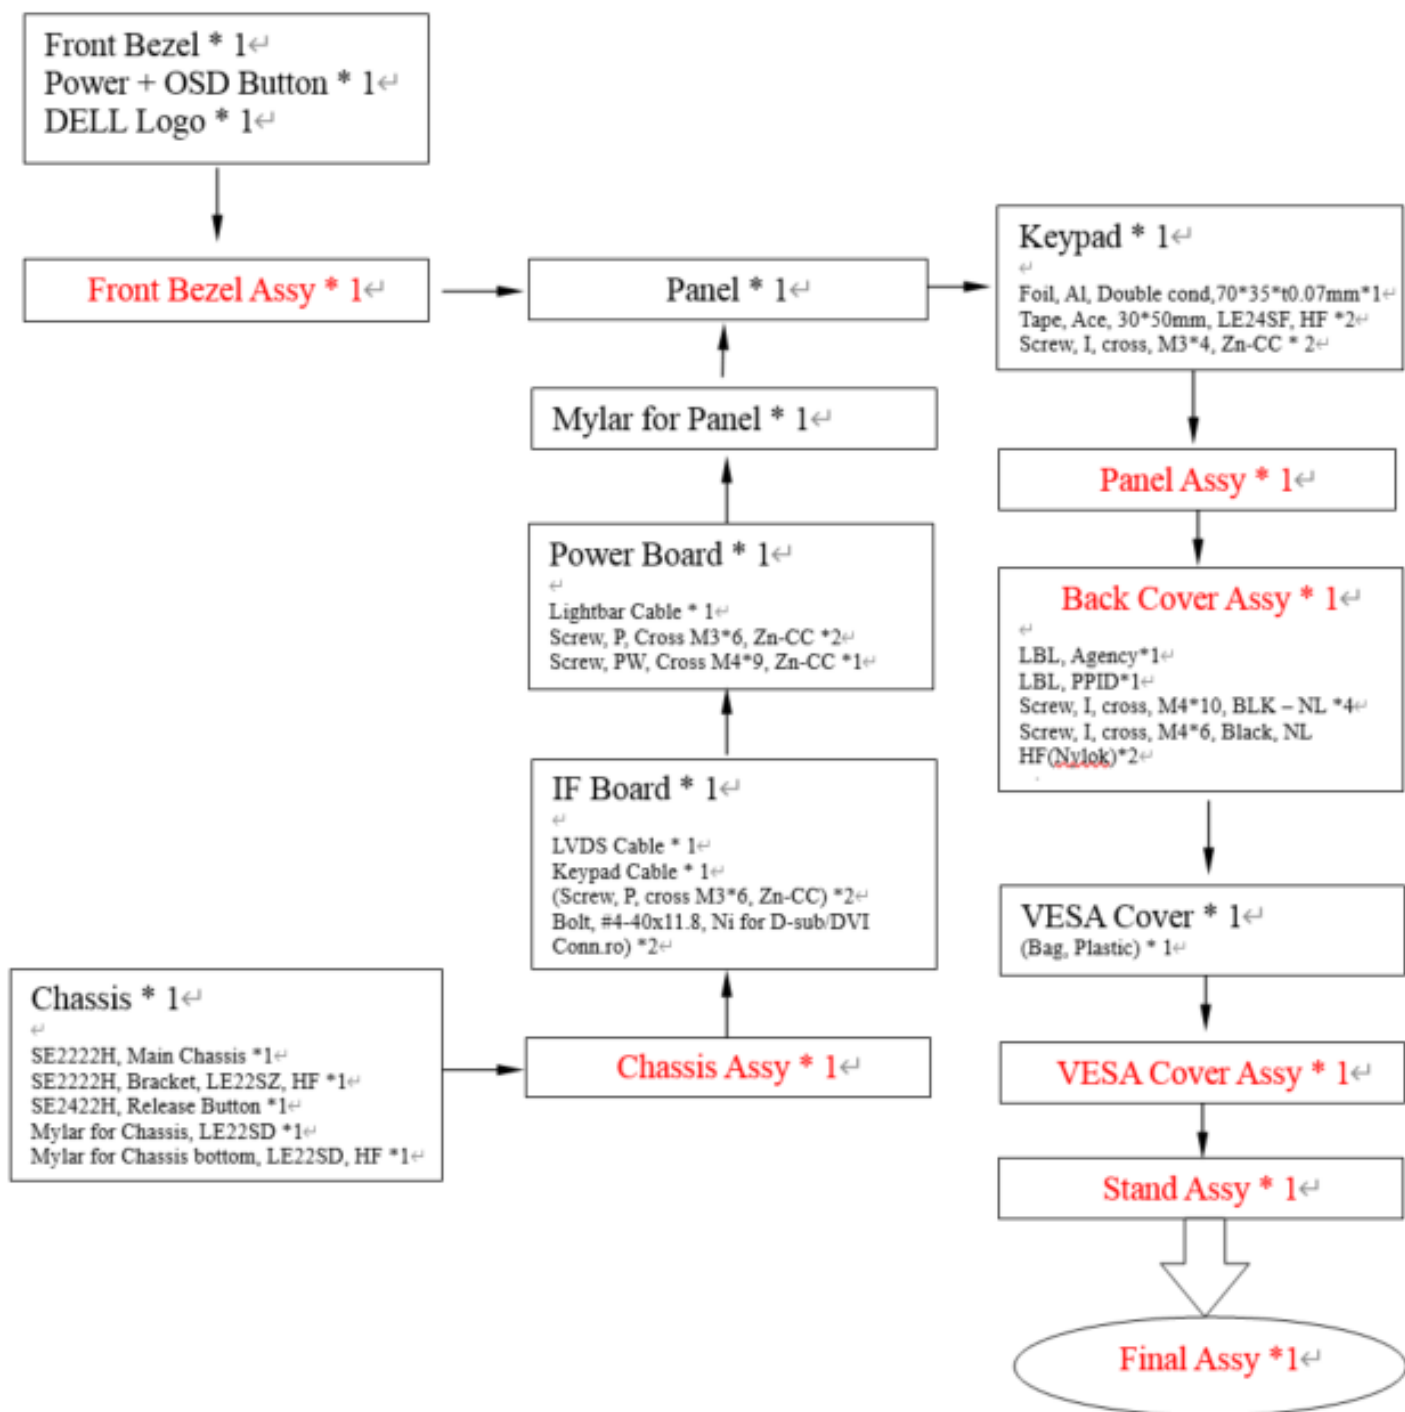 Front Bezel * 1↵
Power + OSD Button * 1↵
DELL Logo * 1↵
Front Bezel Assy * 1↵
Panel * 1↵
Keypad * 1↵
↵
Foil, Al, Double cond,70*35*t0.07mm*1↵
Tape, Ace, 30*50mm, LE24SF, HF *2↵
Screw, I, cross, M3*4, Zn-CC * 2↵
Mylar for Panel * 1↵
Panel Assy * 1↵
Power Board * 1↵
↵
Lightbar Cable * 1↵
Screw, P, Cross M3*6, Zn-CC *2↵
Screw, PW, Cross M4*9, Zn-CC *1↵
Back Cover Assy * 1↵
↵
LBL, Agency*1↵
LBL, PPID*1↵
Screw, I, cross, M4*10, BLK – NL *4↵
Screw, I, cross, M4*6, Black, NL
HF(Nylok)*2↵
IF Board * 1↵
↵
LVDS Cable * 1↵
Keypad Cable * 1↵
(Screw, P, cross M3*6, Zn-CC) *2↵
Bolt, #4-40x11.8, Ni for D-sub/DVI
Conn.ro) *2↵
VESA Cover * 1↵
(Bag, Plastic) * 1↵
Chassis * 1↵
↵
SE2222H, Main Chassis *1↵
SE2222H, Bracket, LE22SZ, HF *1↵
SE2422H, Release Button *1↵
Mylar for Chassis, LE22SD *1↵
Mylar for Chassis bottom, LE22SD, HF *1↵
Chassis Assy * 1↵
VESA Cover Assy * 1↵
Stand Assy * 1↵
Final Assy *1↵